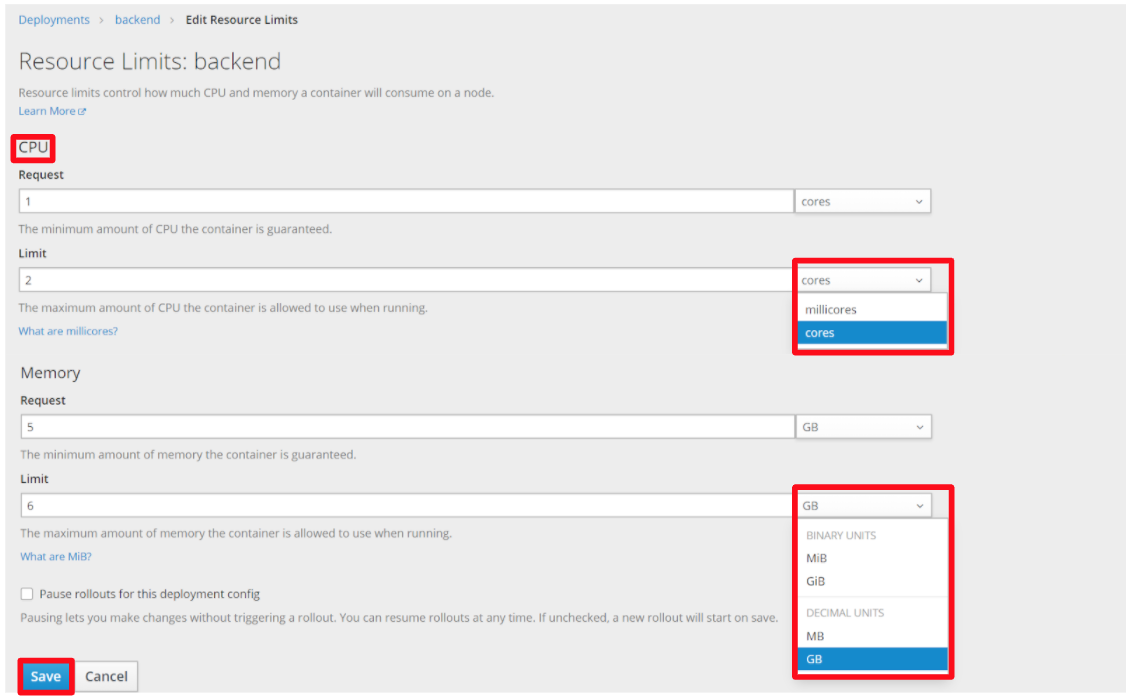 Deployments > backend > Edit Resource Limits
Resource Limits: backend
Resource limits control how much CPU and memory a container will consume on a node.
Learn More
CPU
Request
1 cores
The minimum amount of CPU the container is guaranteed.
Limit
2 cores
millicores
cores
The maximum amount of CPU the container is allowed to use when running.
What are millicores?
Memory
Request
5 GB
The minimum amount of memory the container is guaranteed.
Limit
6 GB
BINARY UNITS
MiB
GiB
DECIMAL UNITS
MB
GB
The maximum amount of memory the container is allowed to use when running.
What are MiB?
Pause rollouts for this deployment config
Pausing lets you make changes without triggering a rollout. You can resume rollouts at any time. If unchecked, a new rollout will start on save.
Save Cancel